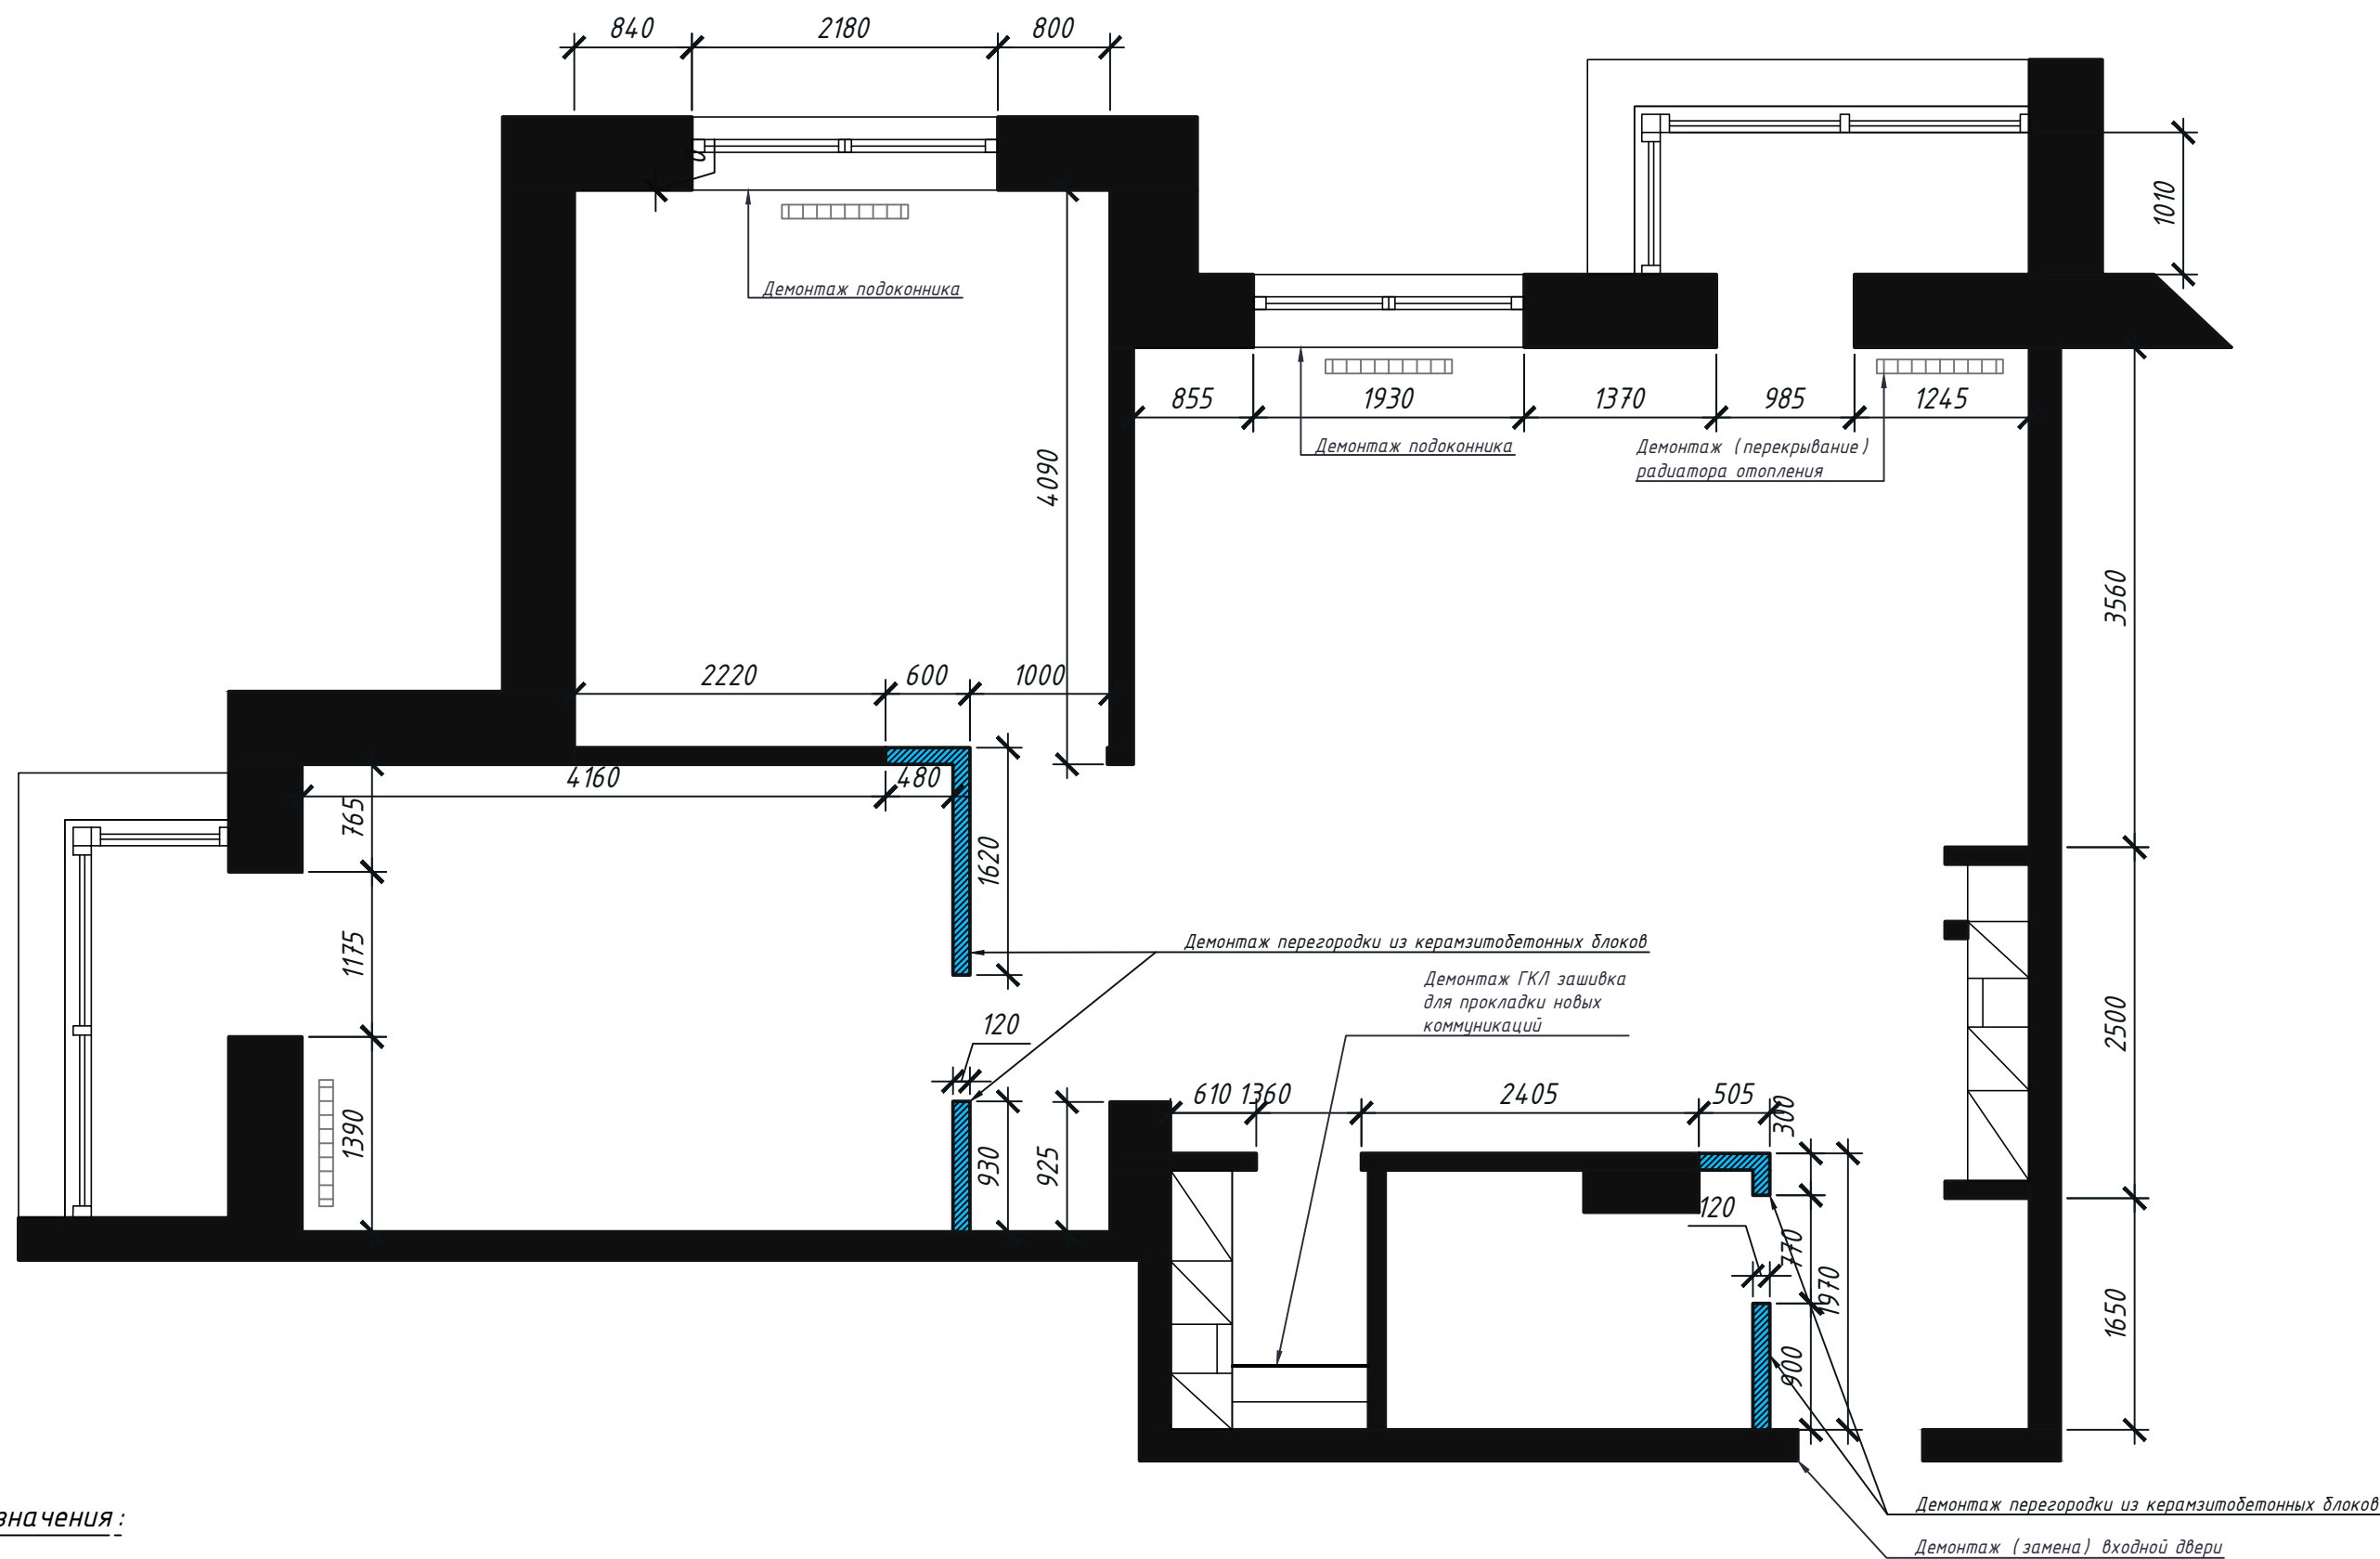 840 2180 800
1010
Демонтаж подоконника
855 1930 1370 985 1245
Демонтаж подоконника
Демонтаж (перекрывание)
радиатора отопления
4090
3560
2220 600 1000
4160 480
765
1620
1175
Демонтаж перегородки из керамзитобетонных блоков
Демонтаж ГКЛ зашивка
для прокладки новых
коммуникаций
120
2500
610 1360 2405 505
300
1390
930
925
120
770
1970
1650
900
значения:
Демонтаж перегородки из керамзитобетонных блоков
Демонтаж (замена) входной двери